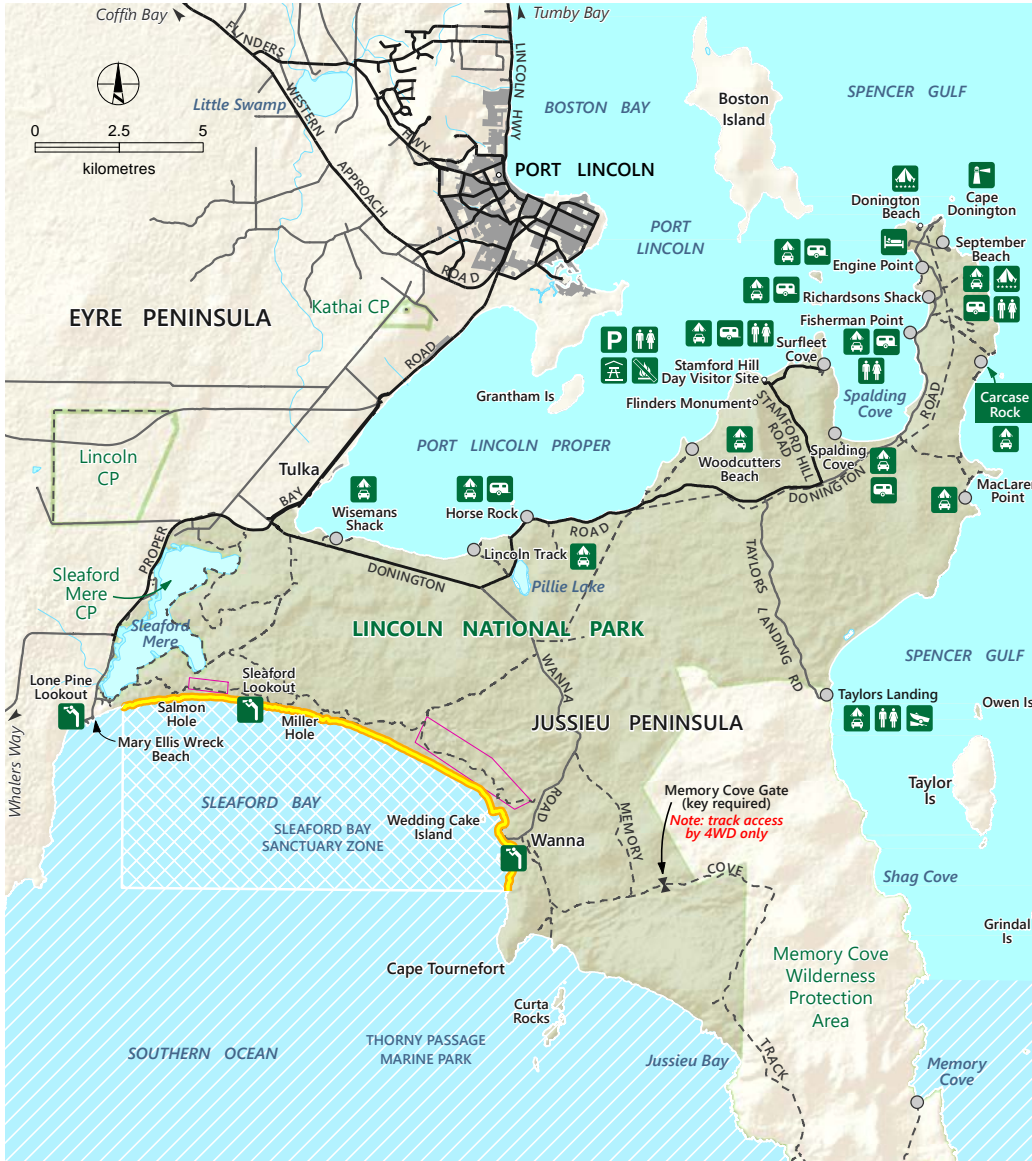 Coffin Bay
Tumby Bay
FLINDERS
HWY
LINCOLN HWY
WESTERN
APPROACH
ROAD
Little Swamp
0 2.5 5
kilometres
BOSTON BAY
Boston
Island
SPENCER GULF
PORT LINCOLN
PORT
LINCOLN
Donington
Beach
Cape
Donington
September
Beach
Engine Point
Richardsons Shack
Fisherman Point
Kathai CP
EYRE PENINSULA
ROAD
P
Surfleet
Cove
Stamford Hill
Day Visitor Site
Flinders Monument
STAMFORD HILL
ROAD
Spalding
Cove
ROAD
Carcase
Rock
Grantham Is
PORT LINCOLN PROPER
Lincoln
CP
Tulka
BAY
Woodcutters
Beach
Spalding
Cove
DONINGTON
MacLaren
Point
Wisemans
Shack
Horse Rock
ROAD
Lincoln Track
Pillie Lake
DONINGTON
PROPER
Sleaford
Mere
CP
Sleaford
Mere
TAYLORS LANDING RD
LINCOLN NATIONAL PARK
WANNA
SPENCER GULF
Lone Pine
Lookout
Sleaford
Lookout
Salmon
Hole
Miller
Hole
Mary Ellis Wreck
Beach
Whalers Way
JUSSIEU PENINSULA
Taylors Landing
Owen Is
Taylor
Is
SLEAFORD BAY
SLEAFORD BAY
SANCTUARY ZONE
Wedding Cake
Island
ROAD
Wanna
MEMORY
COVE
Memory Cove Gate
(key required)
Note: track access
by 4WD only
Shag Cove
Grindal
Is
Cape Tournefort
Memory Cove
Wilderness
Protection
Area
Curta
Rocks
THORNY PASSAGE
MARINE PARK
SOUTHERN OCEAN
Jussieu Bay
TRACK
Memory
Cove